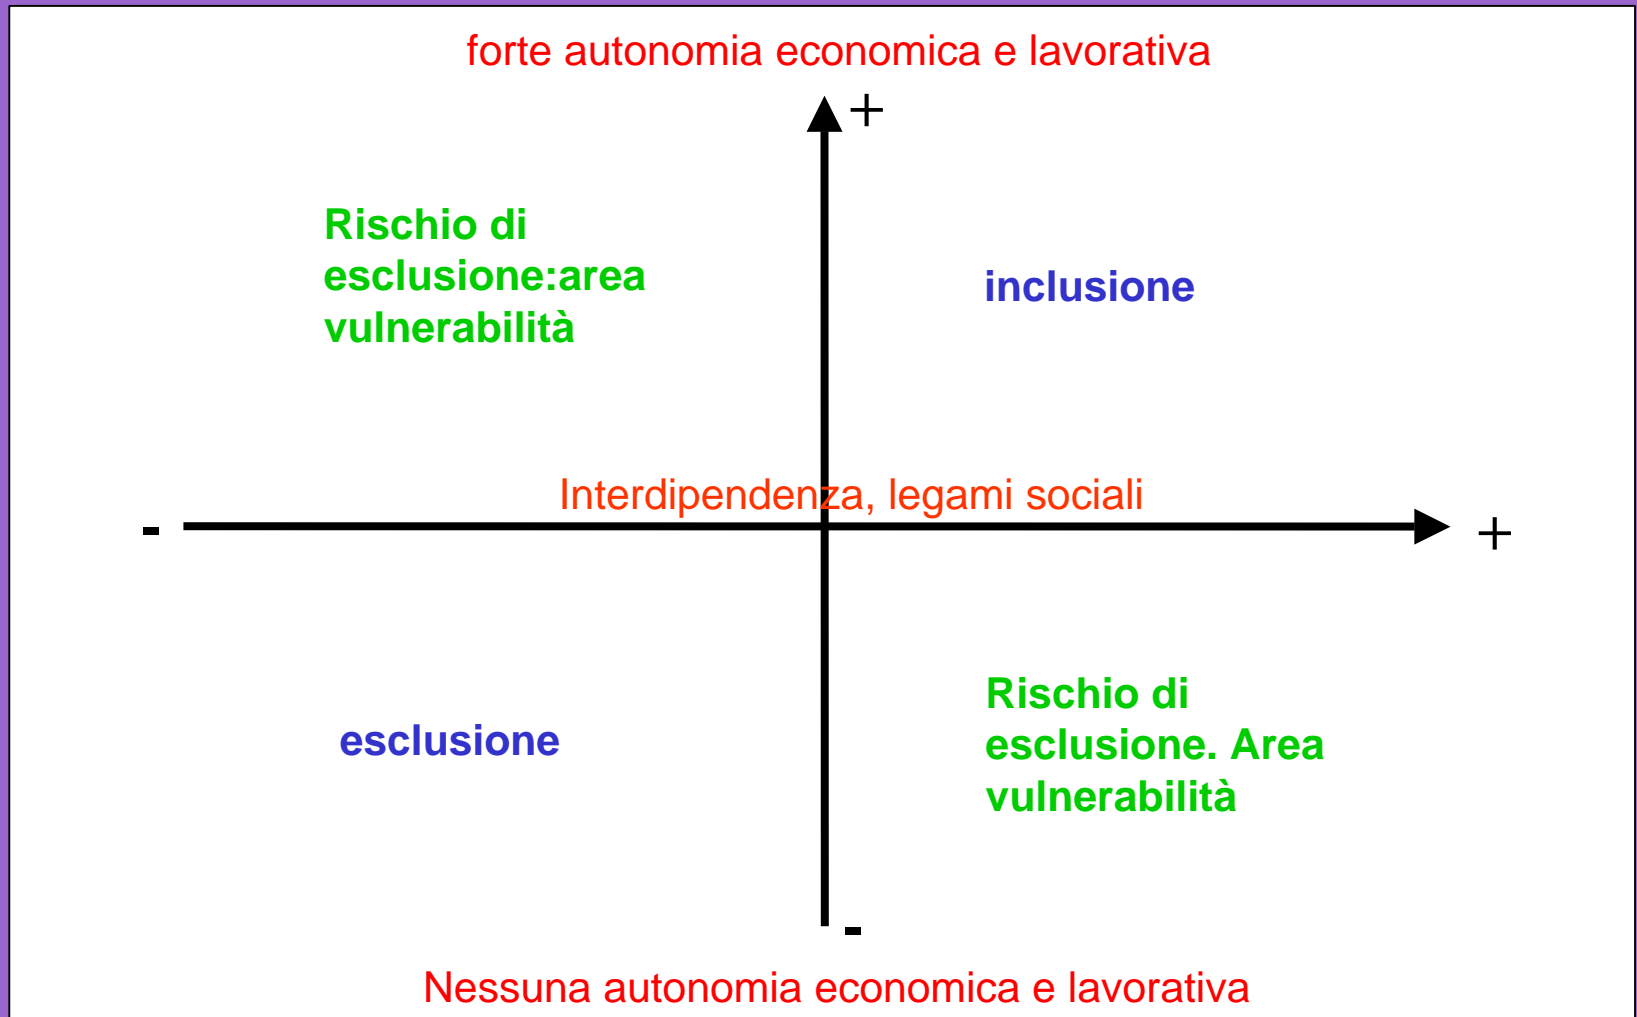 forte autonomia economica e lavorativa
+
Rischio di
esclusione:area
vulnerabilità
inclusione
Interdipendenza, legami sociali
-
+
esclusione
Rischio di
esclusione. Area
vulnerabilità
-
Nessuna autonomia economica e lavorativa